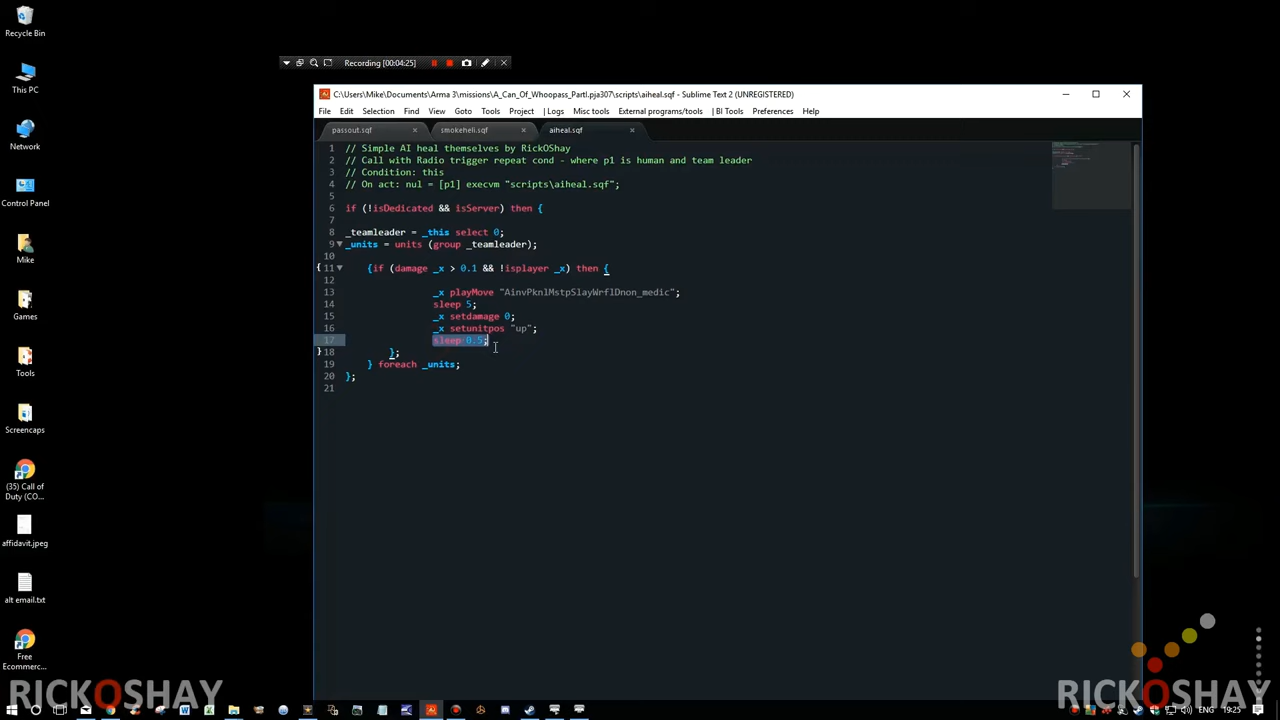 Recycle Bin
This PC
Network
Control Panel
Mike
Games
Tools
Screencaps
(35) Call of
Duty (CO...
affidavit.jpeg
alt email.txt
Free
Ecommerc...
Recording [00:04:25]
C:\Users\Mike\Documents\Arma 3\missions\A_Can_Of_Whoopass_PartI.pja307\scripts\aiheal.sqf - Sublime Text 2 (UNREGISTERED)
File Edit Selection Find View Goto Tools Project | Logs Misc tools External programs/tools | BI Tools Preferences Help
passout.sqf smokeheli.sqf aiheal.sqf
1 // Simple AI heal themselves by RickOShay
2 // Call with Radio trigger repeat cond - where p1 is human and team leader
3 // Condition: this
4 // On act: nul = [p1] execvm "scripts\aiheal.sqf";
5
6 if (!isDedicated && isServer) then {
7
8 _teamleader = _this select 0;
9 _units = units (group _teamleader);
10
11 {if (damage _x > 0.1 && !isplayer _x) then {
12
13 _x playMove "AinvPknlMstpSlayWrflDnon_medic";
14 sleep 5;
15 _x setdamage 0;
16 _x setunitpos "up";
17 sleep 0.5;
18 };
19 } foreach _units;
20 };
21
RICKOSHAY
RICKOSHAY
ENG 19:25